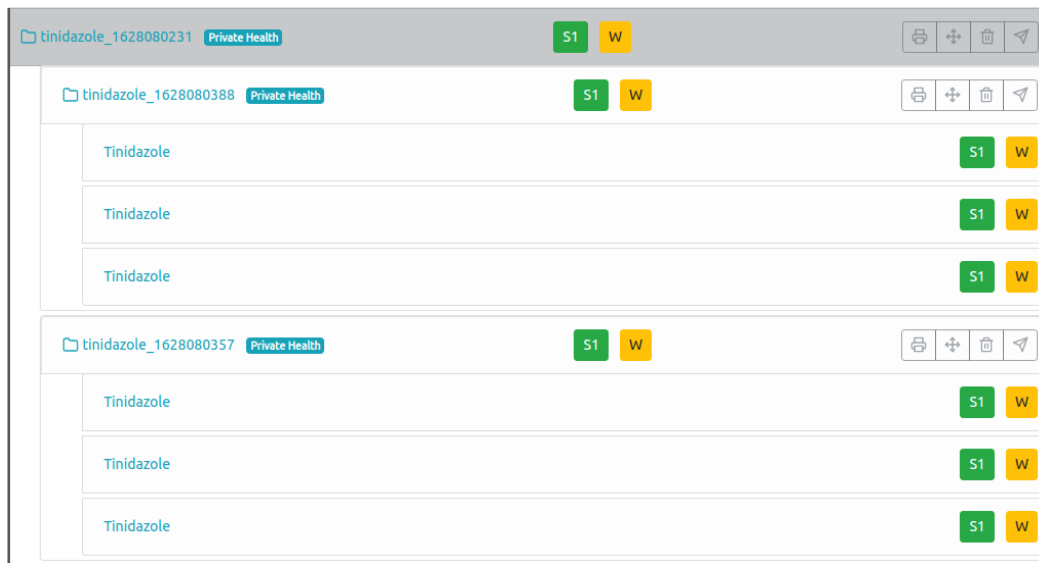 tinidazole_1628080231 Private Health S1 W
tinidazole_1628080388 Private Health S1 W
Tinidazole S1 W
Tinidazole S1 W
Tinidazole S1 W
tinidazole_1628080357 Private Health S1 W
Tinidazole S1 W
Tinidazole S1 W
Tinidazole S1 W